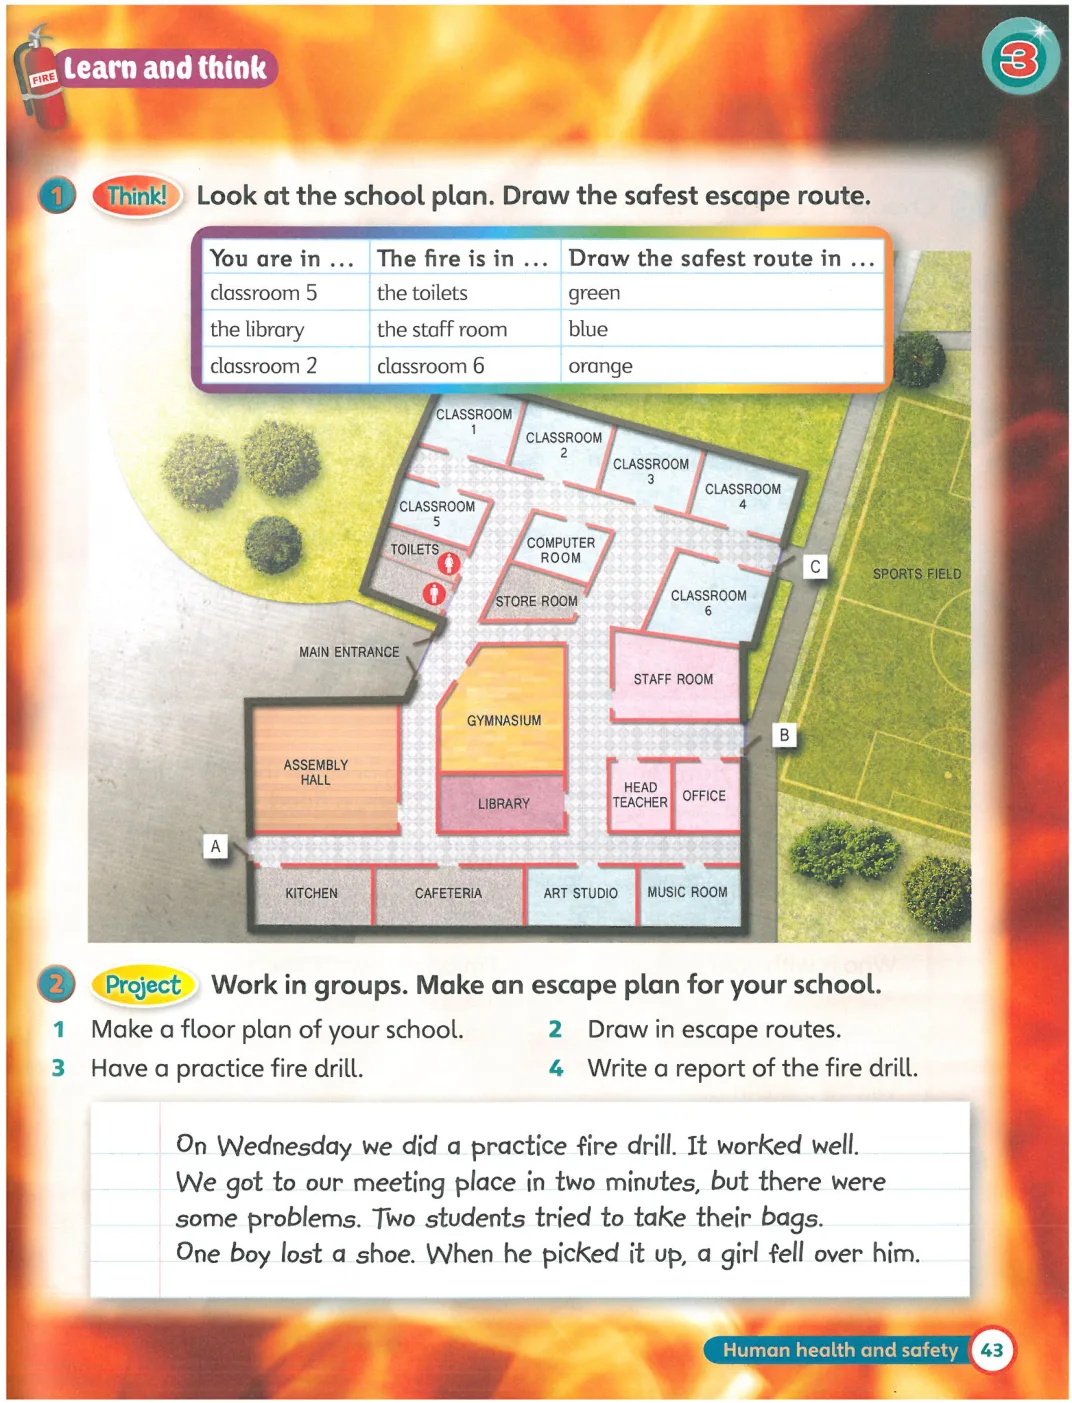 FIRE
Learn and think
3
1 Think! Look at the school plan. Draw the safest escape route.
You are in ... The fire is in ... Draw the safest route in ...
classroom 5 the toilets green
the library the staff room blue
classroom 2 classroom 6 orange
CLASSROOM
1
CLASSROOM
2
CLASSROOM
3
CLASSROOM
4
CLASSROOM
5
TOILETS
COMPUTER
ROOM
STORE ROOM
CLASSROOM
6
C
SPORTS FIELD
MAIN ENTRANCE
STAFF ROOM
GYMNASIUM
B
ASSEMBLY
HALL
LIBRARY
HEAD
TEACHER
OFFICE
A
KITCHEN
CAFETERIA
ART STUDIO
MUSIC ROOM
2 Project Work in groups. Make an escape plan for your school.
1 Make a floor plan of your school.
2 Draw in escape routes.
3 Have a practice fire drill.
4 Write a report of the fire drill.
On Wednesday we did a practice fire drill. It worked well.
We got to our meeting place in two minutes, but there were
some problems. Two students tried to take their bags.
One boy lost a shoe. When he picked it up, a girl fell over him.
Human health and safety 43